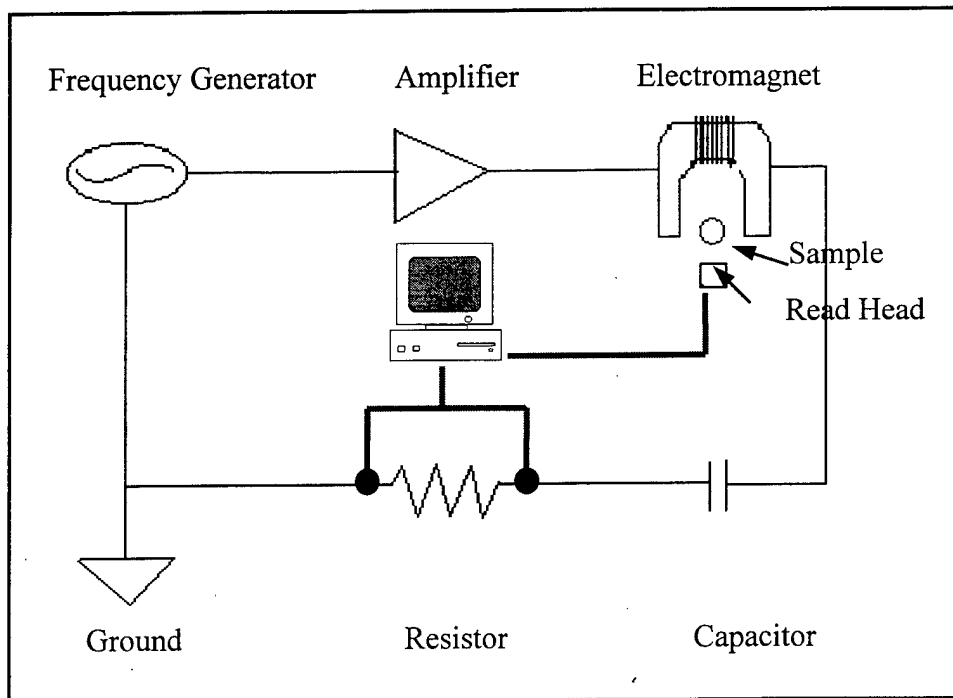 Frequency Generator
Amplifier
Electromagnet
Sample
Read Head
Ground
Resistor
Capacitor